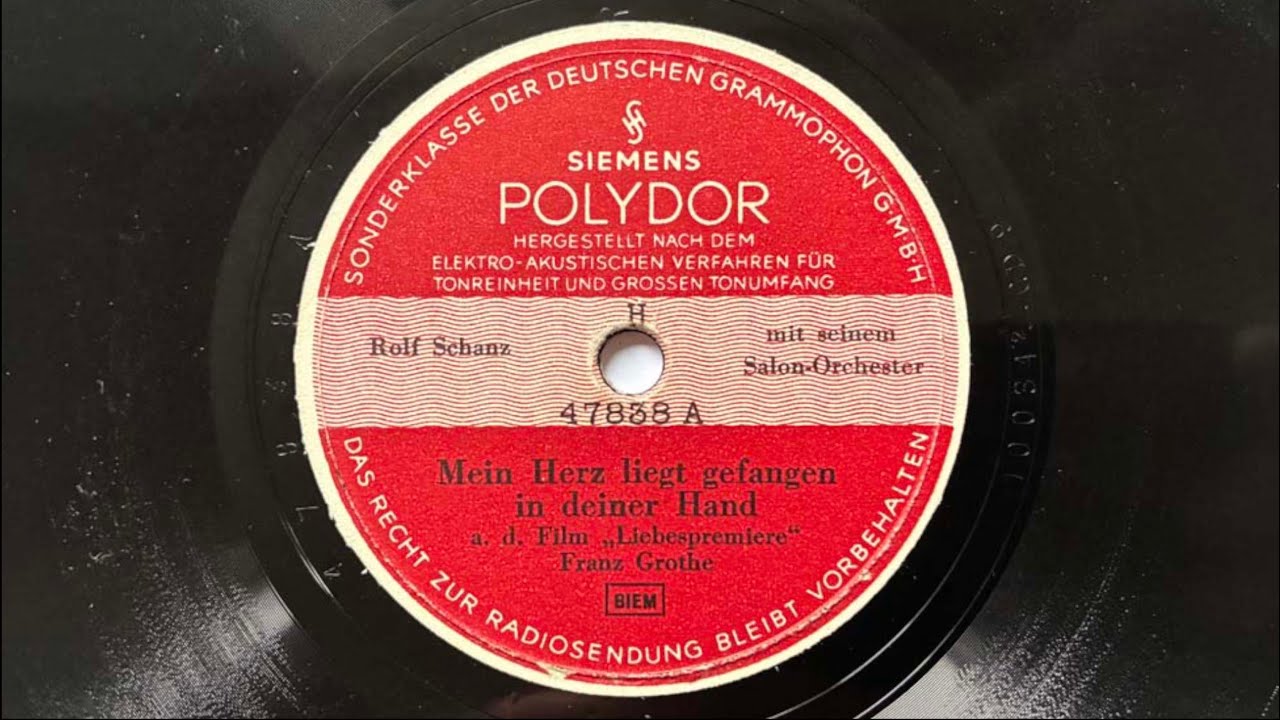 SONDERKLASSE DER DEUTSCHEN GRAMMOPHON G·M·B·H
SIEMENS
POLYDOR
HERGESTELLT NACH DEM
ELEKTRO-AKUSTISCHEN VERFAHREN FÜR
TONREINHEIT UND GROSSEN TONUMFANG
H
Rolf Schanz
mit seinem
Salon-Orchester
47838 A
Mein Herz liegt gefangen
in deiner Hand
a. d. Film „Liebespremiere“
Franz Grothe
BIEM
DAS RECHT ZUR RADIOSENDUNG BLEIBT VORBEHALTEN